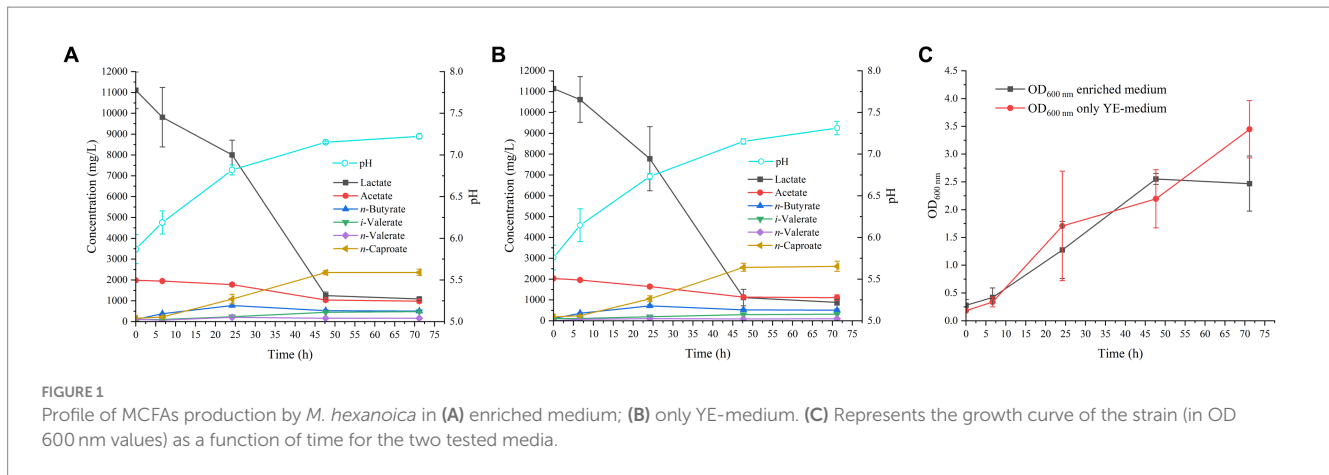 A
Concentration (mg/L)
12000
11000
10000
9000
8000
7000
6000
5000
4000
3000
2000
1000
0
0 5 10 15 20 25 30 35 40 45 50 55 60 65 70 75
Time (h)
8.0
7.5
7.0
6.5
6.0
5.5
5.0
pH
pH
Lactate
Acetate
n-Butyrate
i-Valerate
n-Valerate
n-Caproate
B
Concentration (mg/L)
12000
11000
10000
9000
8000
7000
6000
5000
4000
3000
2000
1000
0
0 5 10 15 20 25 30 35 40 45 50 55 60 65 70 75
Time (h)
8.0
7.5
7.0
6.5
6.0
5.5
5.0
pH
pH
Lactate
Acetate
n-Butyrate
i-Valerate
n-Valerate
n-Caproate
C
OD600 nm
4.5
4.0
3.5
3.0
2.5
2.0
1.5
1.0
0.5
0.0
0 5 10 15 20 25 30 35 40 45 50 55 60 65 70 75
Time (h)
OD600 nm enriched medium
OD600 nm only YE-medium
FIGURE 1
Profile of MCFAs production by M. hexanoica in (A) enriched medium; (B) only YE-medium. (C) Represents the growth curve of the strain (in OD
600 nm values) as a function of time for the two tested media.